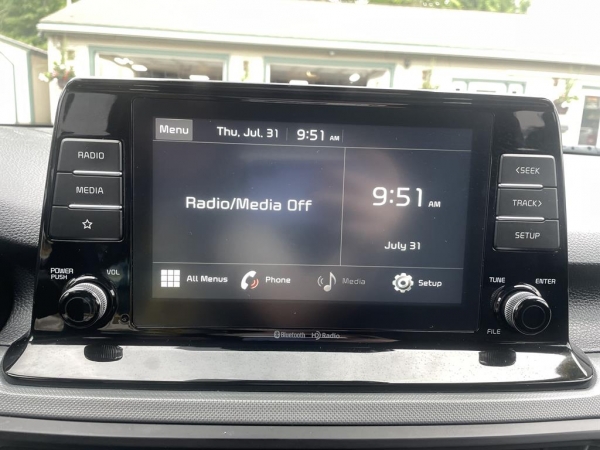 Menu Thu, Jul. 31 9:51 AM
RADIO
MEDIA
Radio/Media Off
9:51 AM
July 31
<SEEK
TRACK>
SETUP
All Menus Phone Media Setup
POWER PUSH VOL
TUNE ENTER
FILE
Bluetooth HD Radio